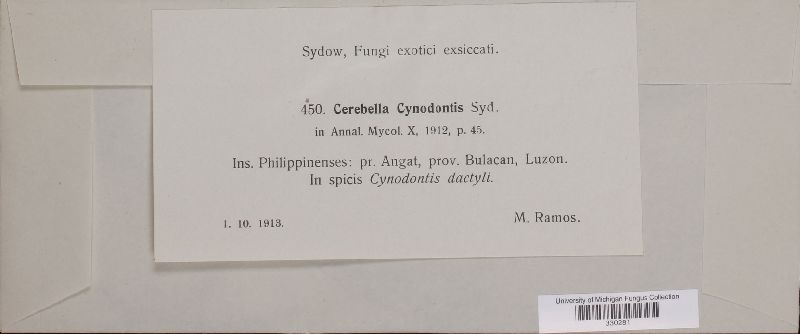 Sydow, Fungi exotici exsiccati.
450. Cerebella Cynodontis Syd.
in Annal. Mycol. X, 1912, p. 45.
Ins. Philippinenses: pr. Angat, prov. Bulacan, Luzon.
In spicis Cynodontis dactyli.
1. 10. 1913.
M. Ramos.
University of Michigan Fungus Collection
330281